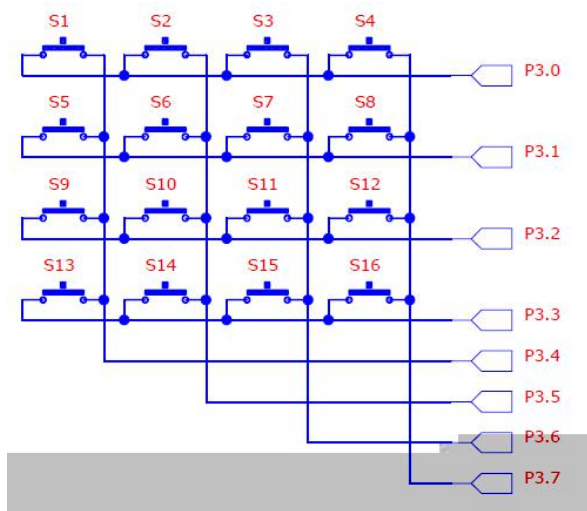 S1 S2 S3 S4
P3.0
S5 S6 S7 S8
P3.1
S9 S10 S11 S12
P3.2
S13 S14 S15 S16
P3.3
P3.4
P3.5
P3.6
P3.7